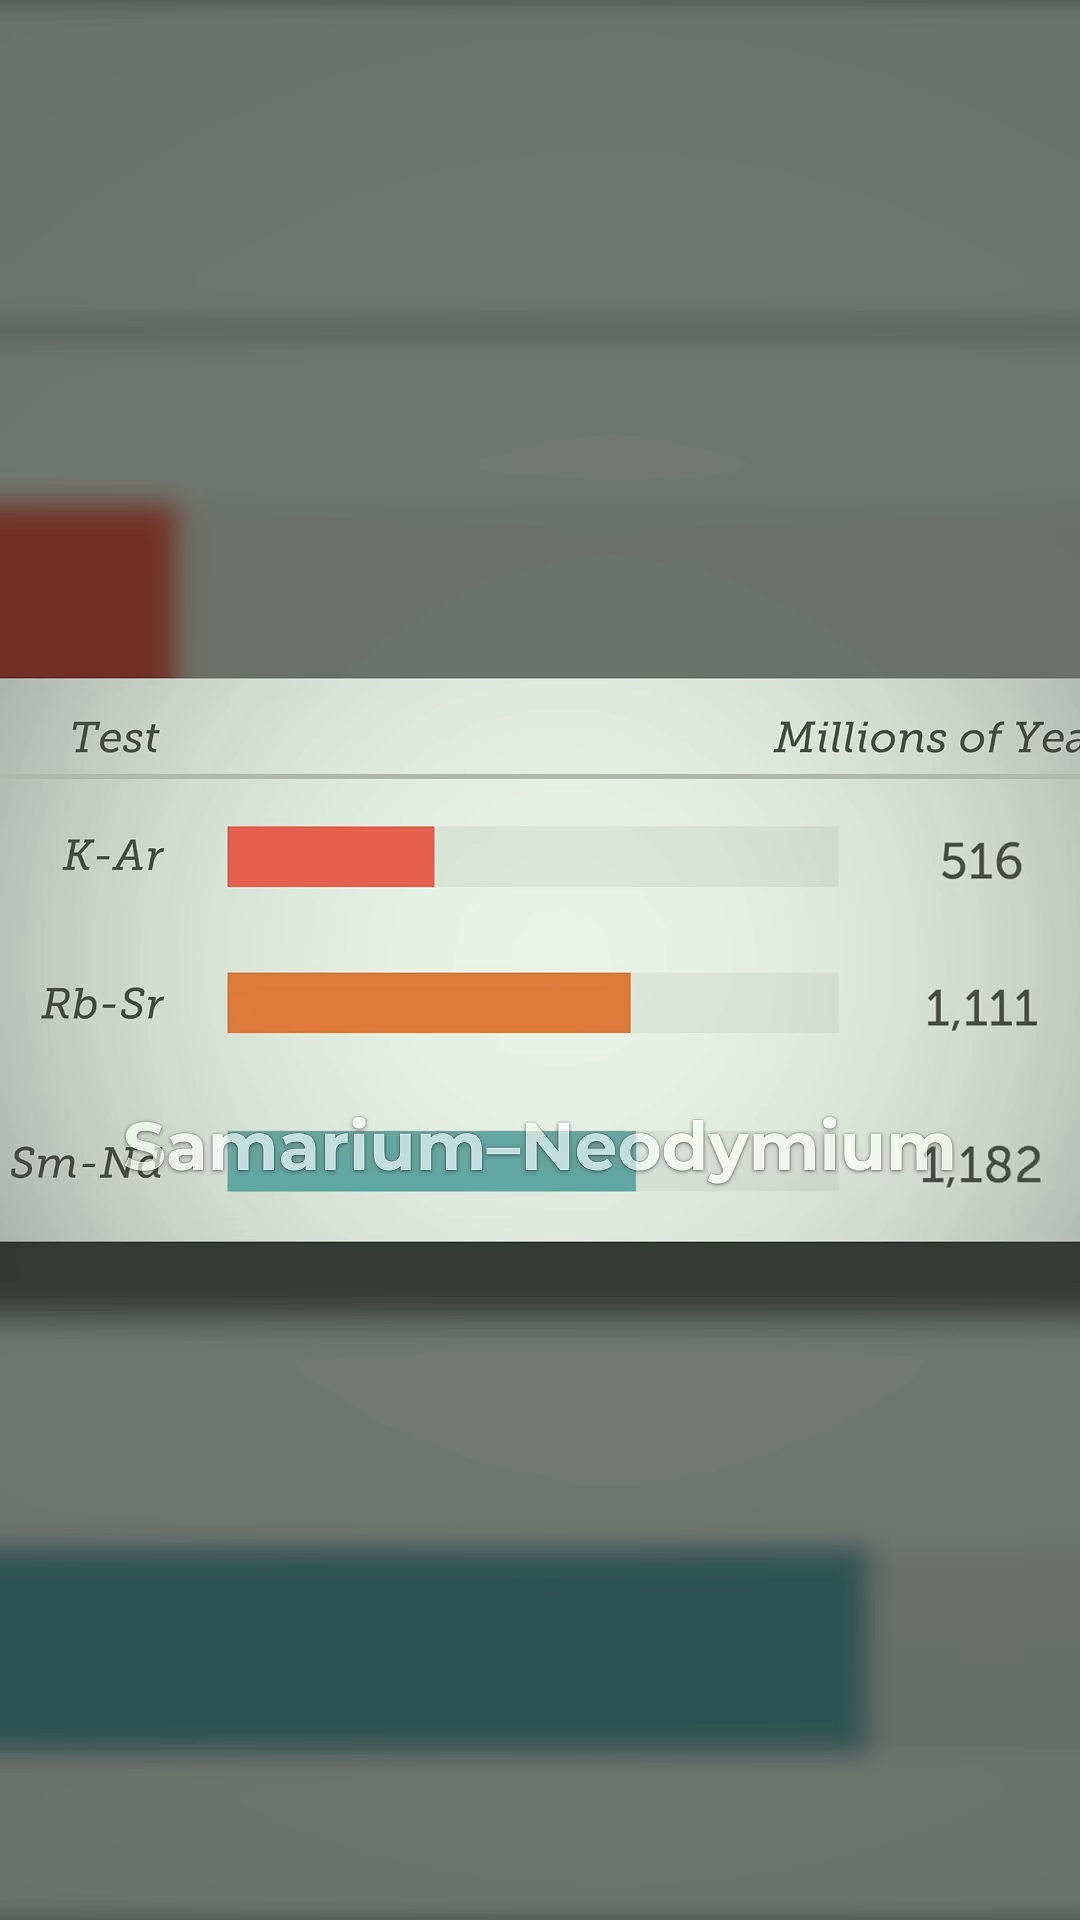 Test
Millions of Yea
K-Ar
516
Rb-Sr
1,111
Sm-Nd
1,182
Samarium–Neodymium